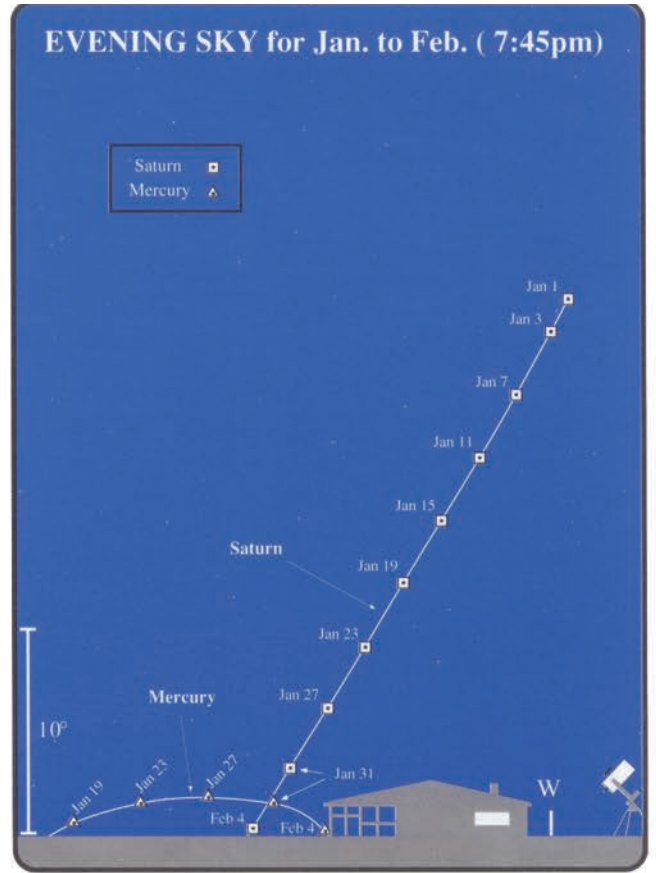 EVENING SKY for Jan. to Feb. ( 7:45pm)
Saturn
Mercury
Jan 1
Jan 3
Jan 7
Jan 11
Jan 15
Saturn
Jan 19
Jan 23
Mercury
Jan 27
10°
Jan 19
Jan 23
Jan 27
Jan 31
W
Feb 4
Feb 4